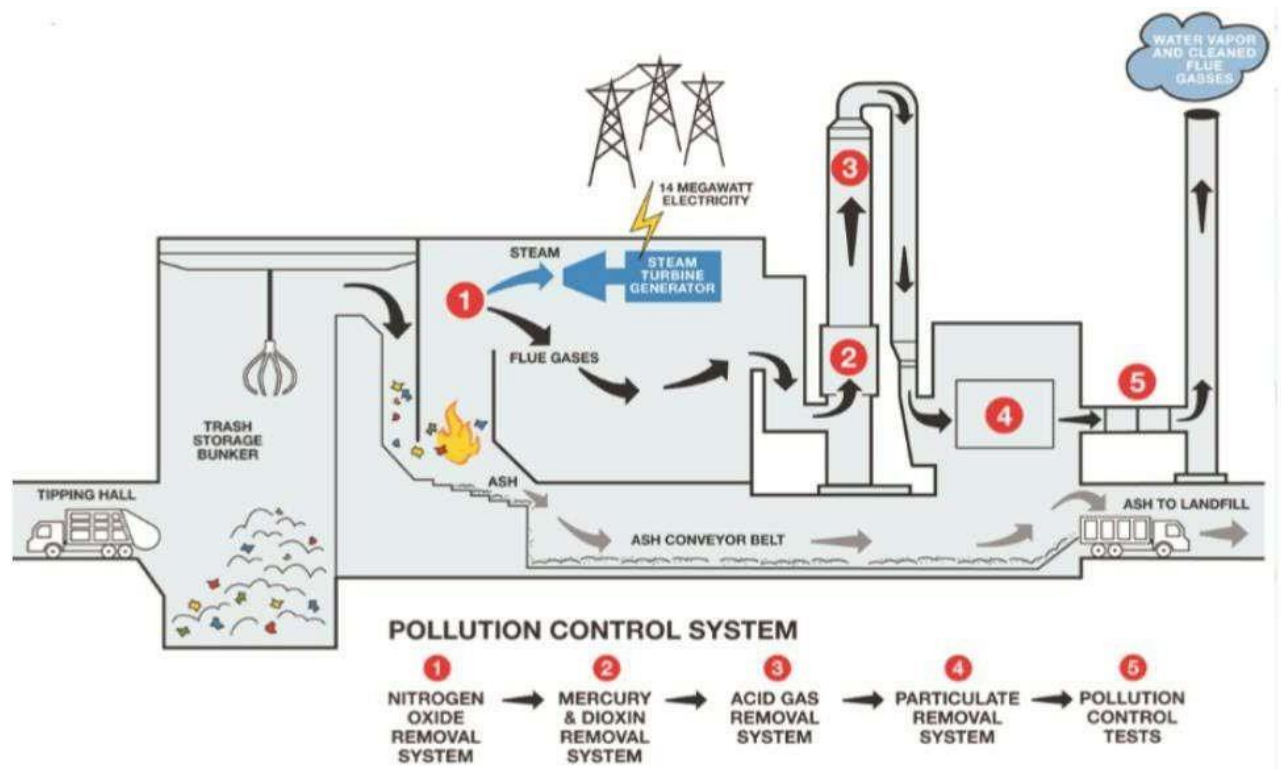 WATER VAPOR
AND CLEANED
FLUE
GASSES
3
14 MEGAWATT
ELECTRICITY
STEAM
STEAM
TURBINE
GENERATOR
1
FLUE GASES
2
5
4
TRASH
STORAGE
BUNKER
ASH
TIPPING HALL
ASH TO LANDFILL
ASH CONVEYOR BELT
POLLUTION CONTROL SYSTEM
1
NITROGEN
OXIDE
REMOVAL
SYSTEM
2
MERCURY
& DIOXIN
REMOVAL
SYSTEM
3
ACID GAS
REMOVAL
SYSTEM
4
PARTICULATE
REMOVAL
SYSTEM
5
POLLUTION
CONTROL
TESTS